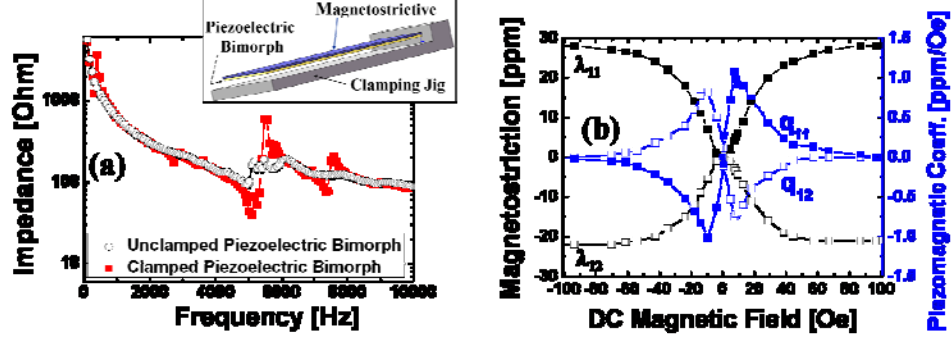 Piezoelectric
Bimorph
Magnetostrictive
Clamping Jig
Impedance [Ohm]
(a)
Unclamped Piezoelectric Bimorph
Clamped Piezoelectric Bimorph
0 2000 4000 6000 8000 10000
Frequency [Hz]
Magnetostriction [ppm]
30
20
10
0
-10
-20
-30
λ11
(b)
q11
q12
λ12
1.5
1.0
0.5
0.0
-0.5
-1.0
-1.5
Piezomagnetic Coeff. [ppm/Oe]
-100 -80 -60 -40 -20 0 20 40 60 80 100
DC Magnetic Field [Oe]